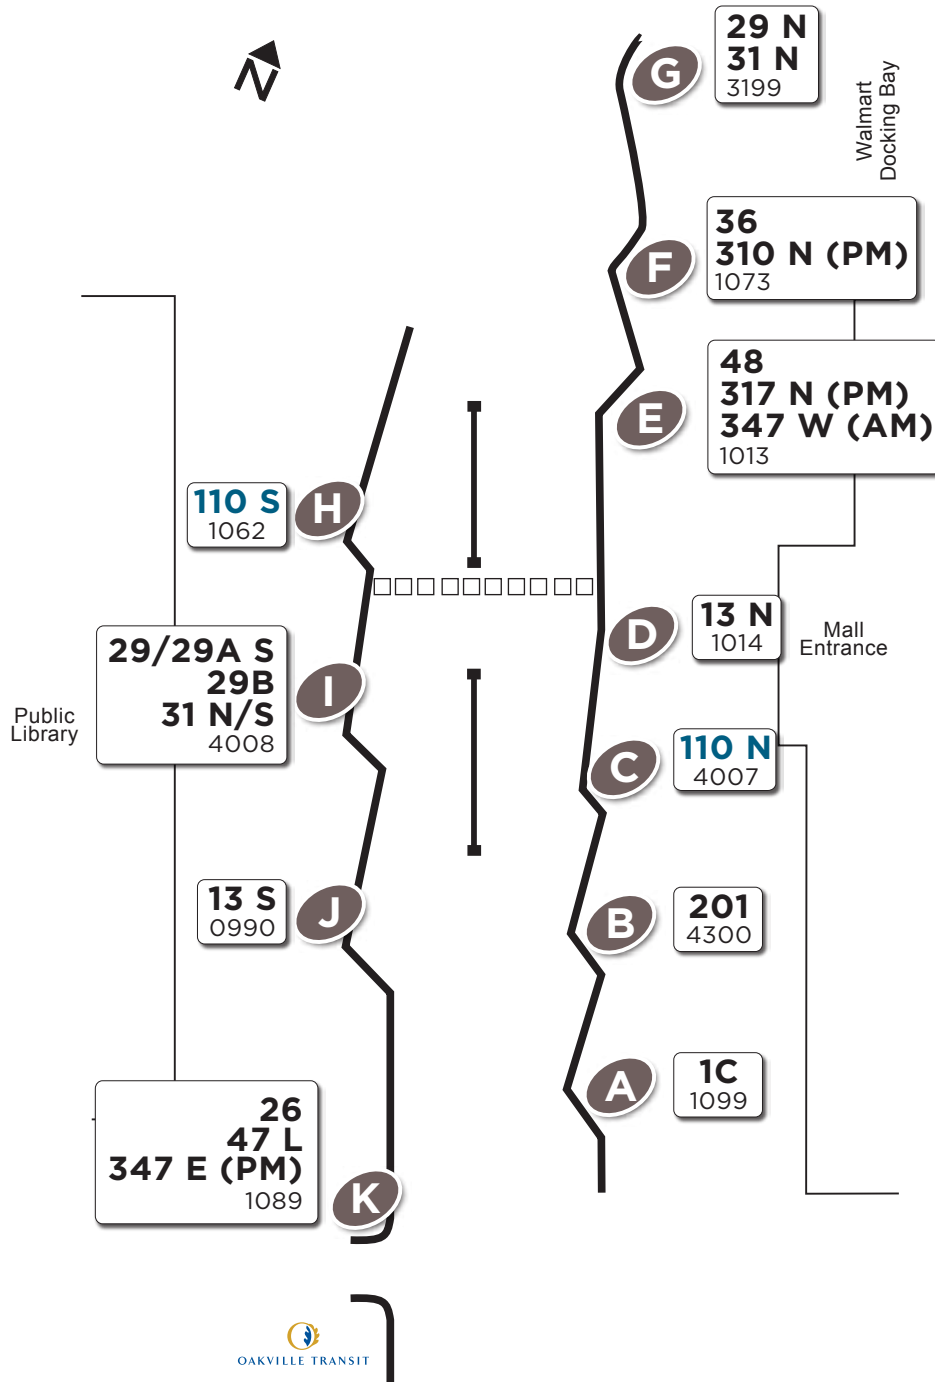 N
G
29 N
31 N
3199
Walmart
Docking Bay
F
36
310 N (PM)
1073
E
48
317 N (PM)
347 W (AM)
1013
H
110 S
1062
D
13 N
1014
Mall
Entrance
I
29/29A S
29B
31 N/S
4008
Public
Library
C
110 N
4007
J
13 S
0990
B
201
4300
A
1C
1099
K
26
47 L
347 E (PM)
1089
OAKVILLE TRANSIT